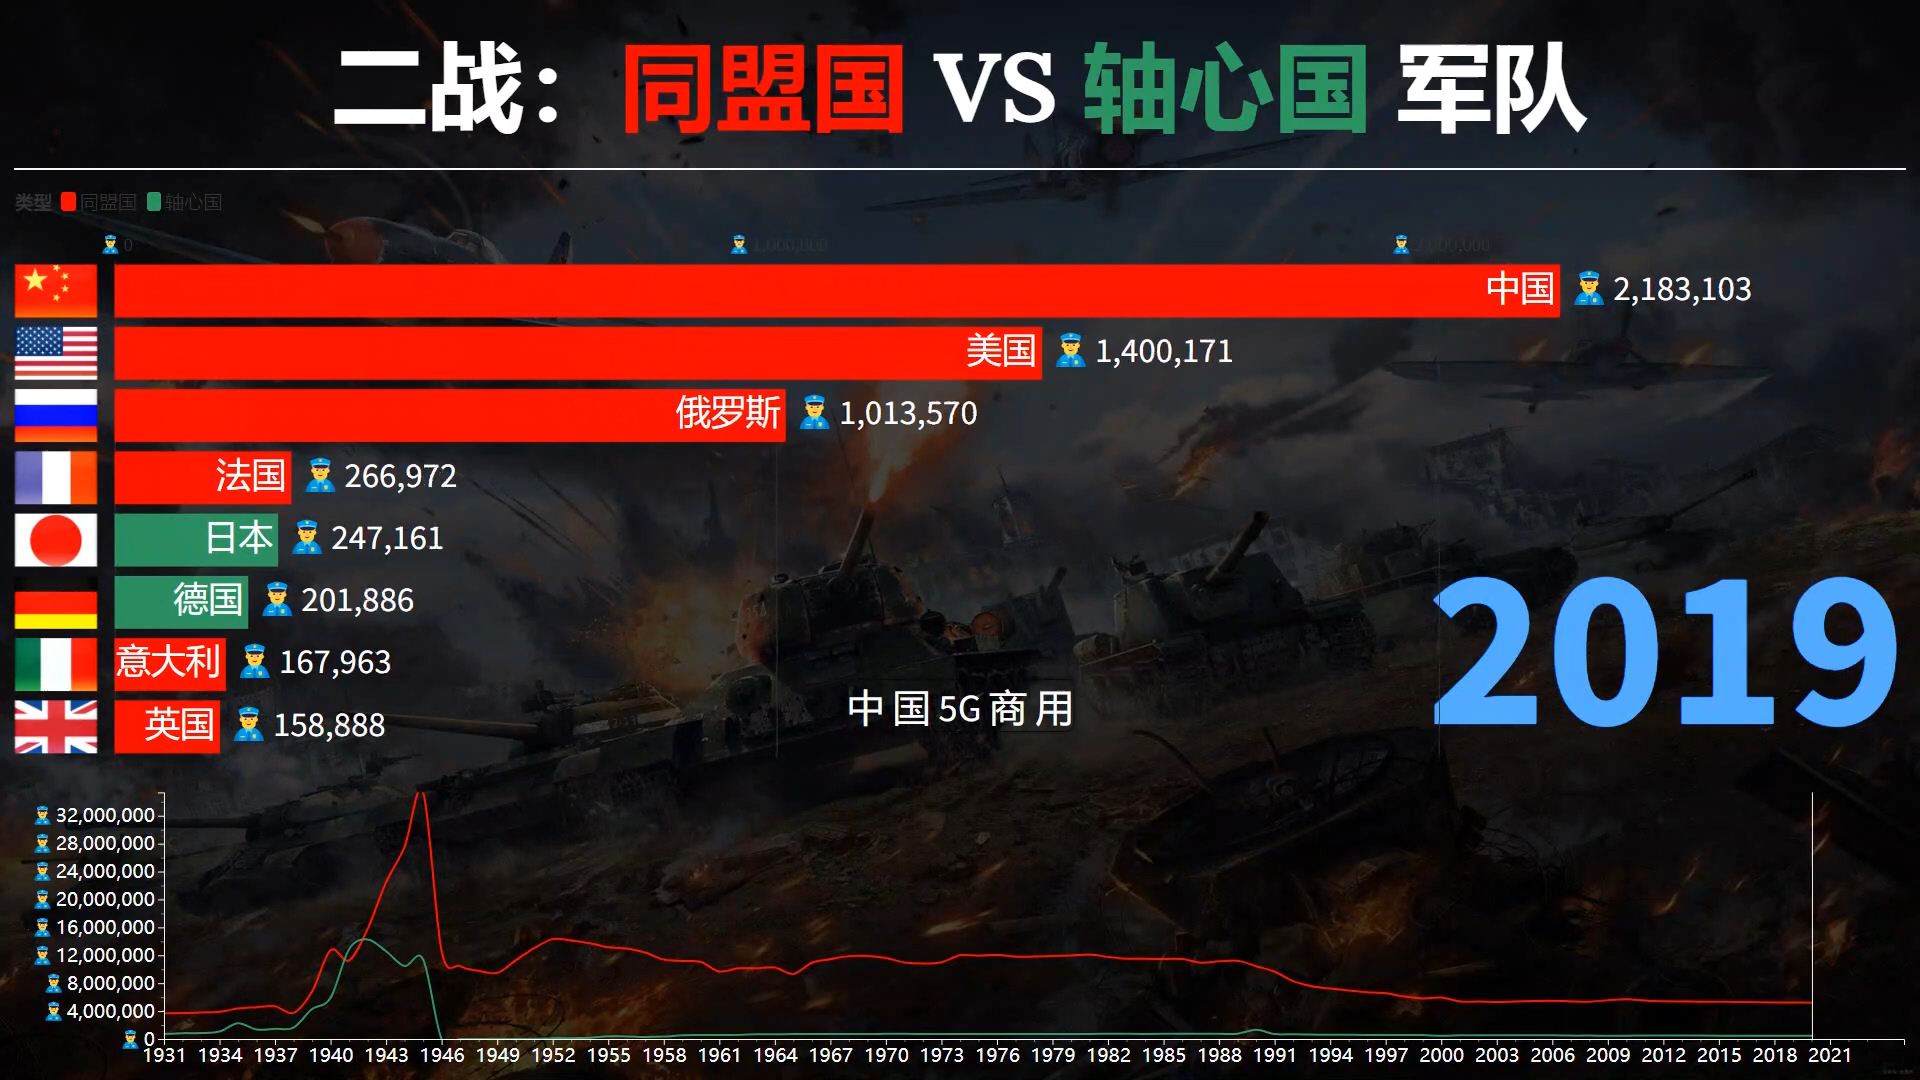 二战：同盟国 VS 轴心国 军队
类型 同盟国 轴心国
0 1,000,000 2,000,000
中国 2,183,103
美国 1,400,171
俄罗斯 1,013,570
法国 266,972
日本 247,161
德国 201,886
意大利 167,963
英国 158,888
中国5G商用
2019
32,000,000
28,000,000
24,000,000
20,000,000
16,000,000
12,000,000
8,000,000
4,000,000
0
1931 1934 1937 1940 1943 1946 1949 1952 1955 1958 1961 1964 1967 1970 1973 1976 1979 1982 1985 1988 1991 1994 1997 2000 2003 2006 2009 2012 2015 2018 2021